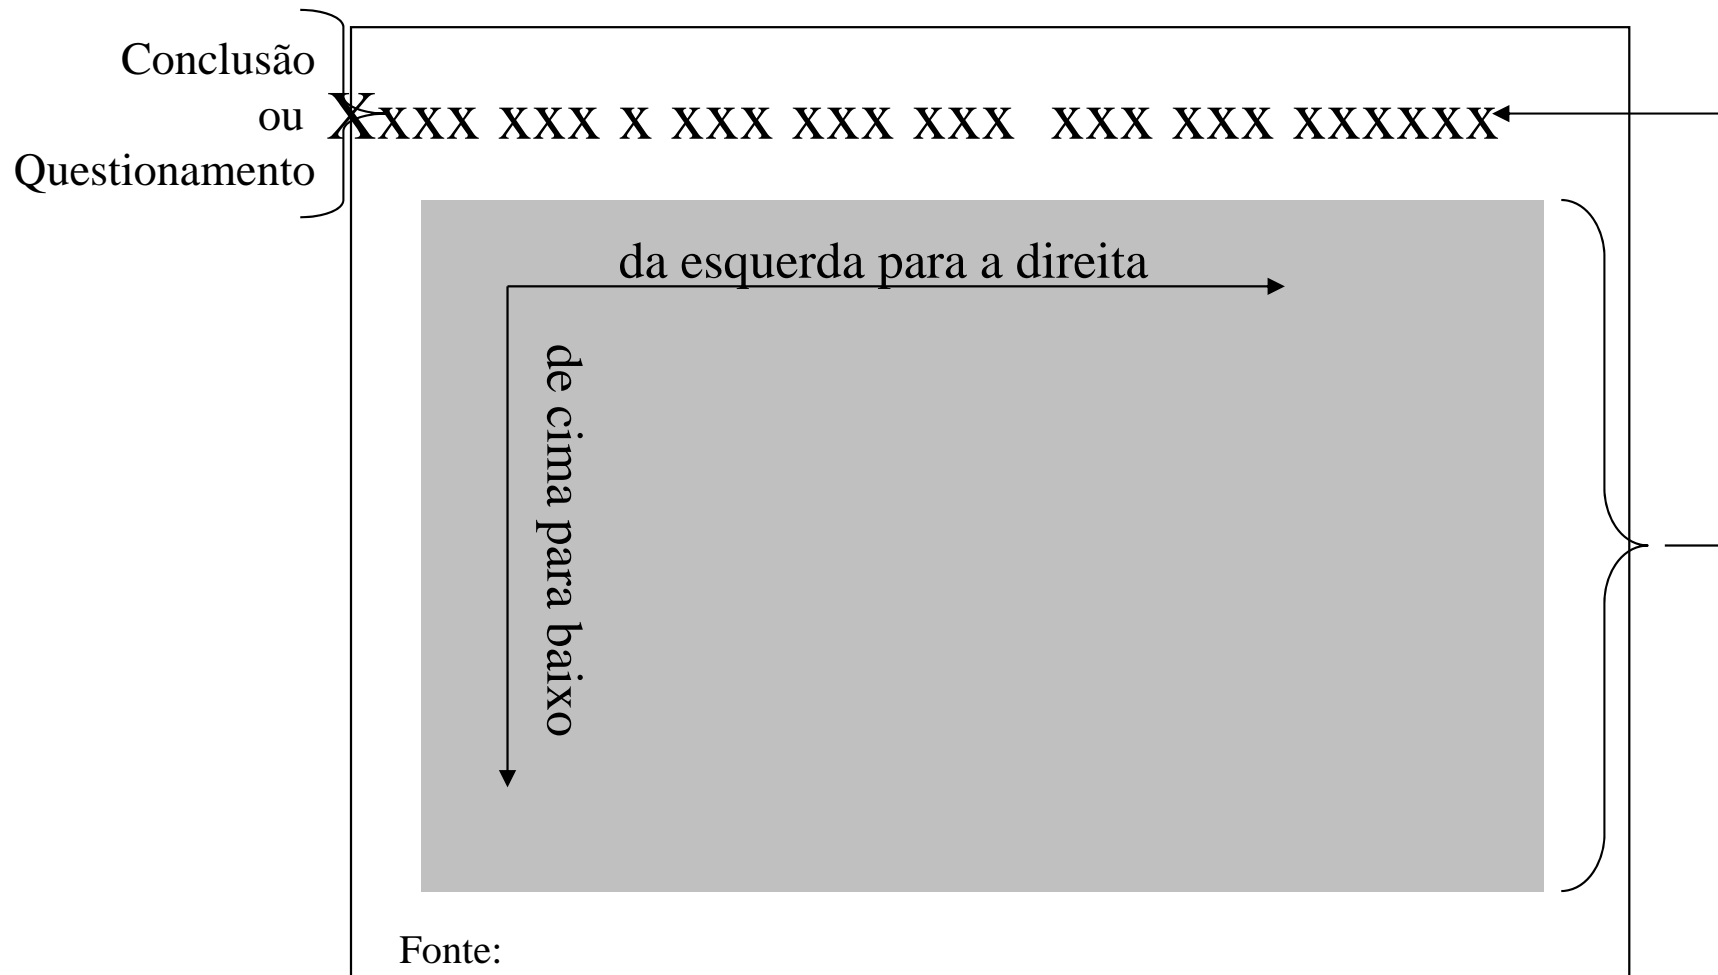 Conclusão
ou
Questionamento
Xxxx xxx x xxx xxx xxx xxx xxx xxxxxx
da esquerda para a direita
de cima para baixo
Fonte: